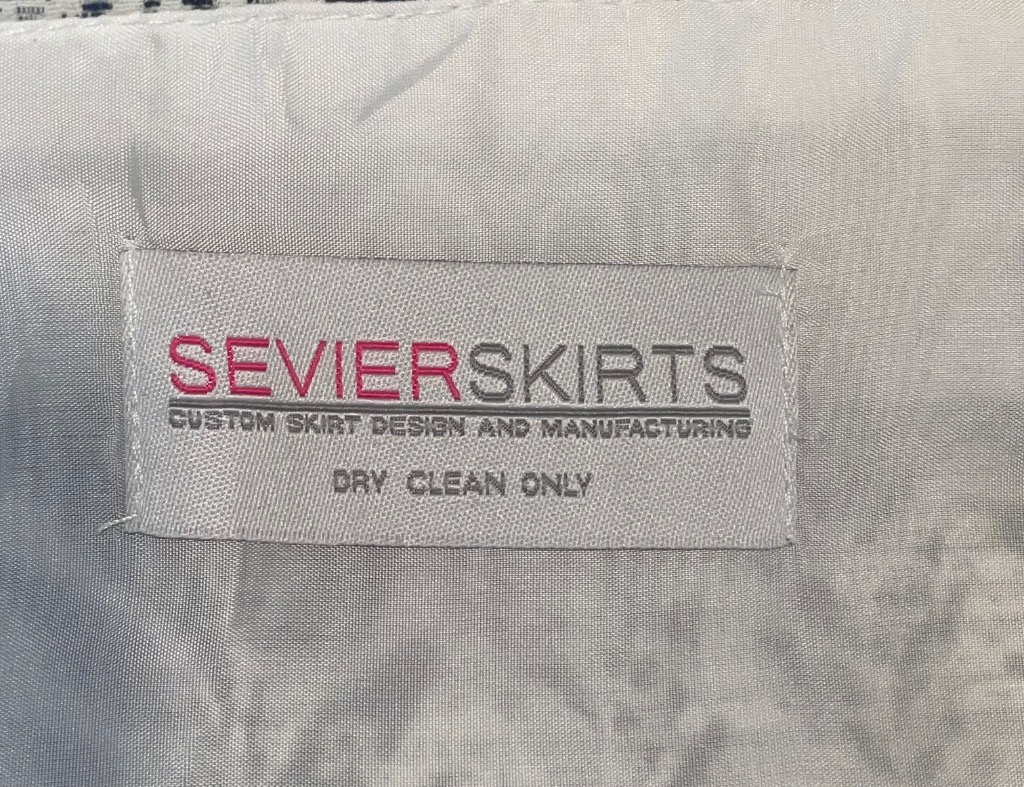 SEVIERSKIRTS
CUSTOM SKIRT DESIGN AND MANUFACTURING
DRY CLEAN ONLY